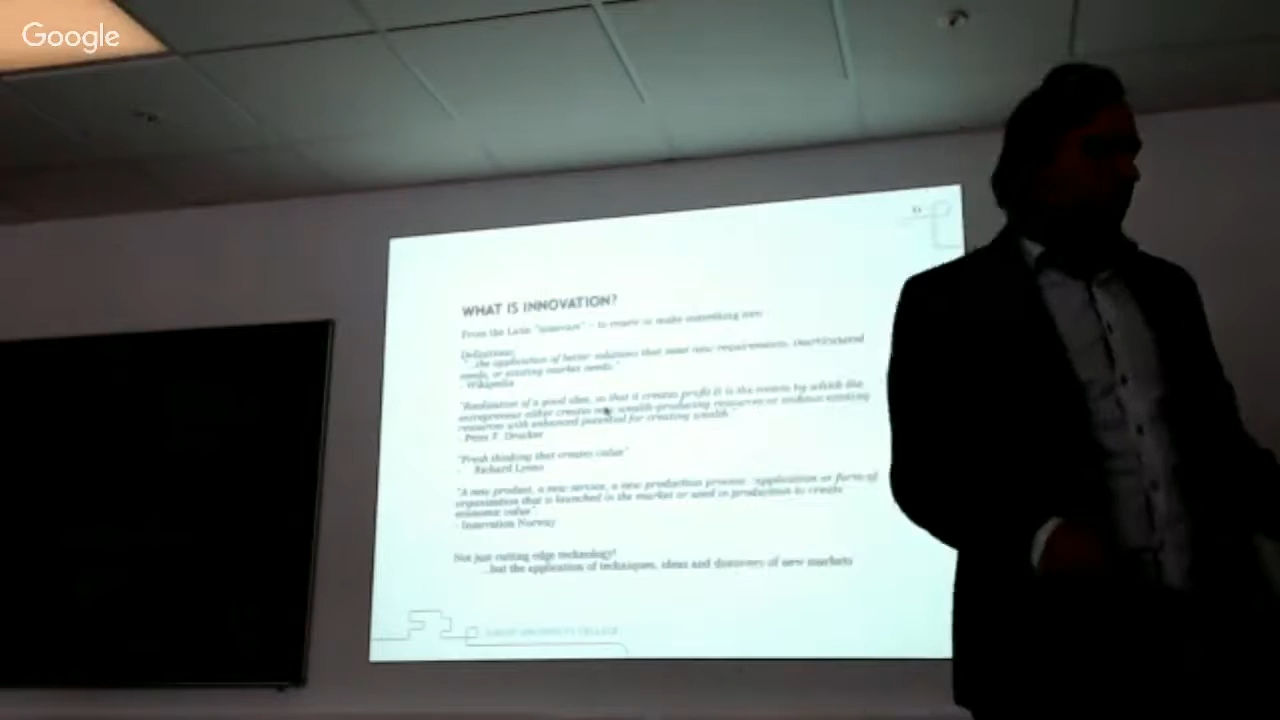 Google
WHAT IS INNOVATION?
From the Latin "innovare" - to renew or make something new
Definitions:
"...the application of better solutions that meet new requirements, inarticulated
needs, or existing market needs."
- Wikipedia
"Realisation of a good idea, so that it creates profit It is the means by which the
entrepreneur either creates new wealth-producing resources or endows existing
resources with enhanced potential for creating wealth."
- Peter F. Drucker
"Fresh thinking that creates value"
- Richard Lyons
"A new product, a new service, a new production process, application or form of
organization that is launched in the market or used in production to create
economic value".
- Innovation Norway
Not just cutting edge technology!
...but the application of techniques, ideas and discovery of new markets
UNIVERSITY COLLEGE